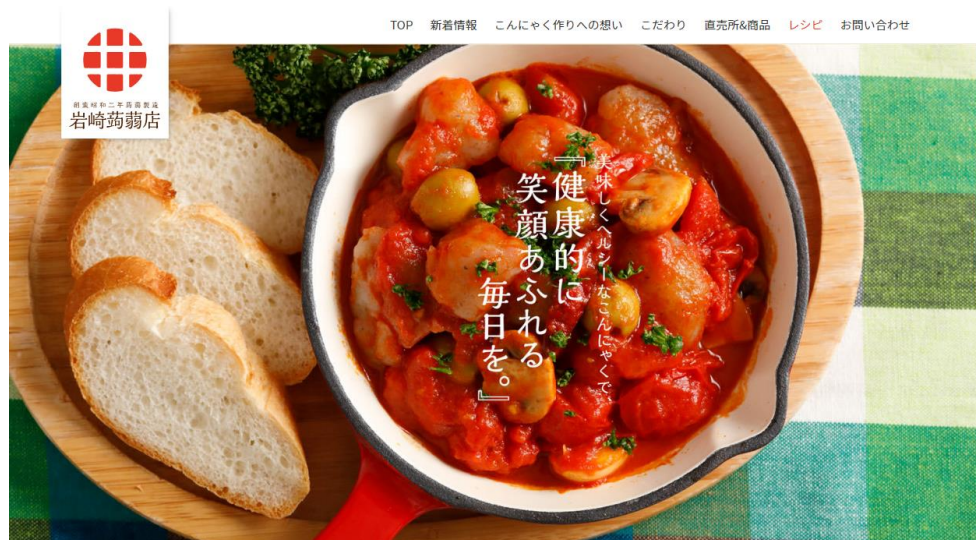 TOP
新着情報
こんにゃく作りへの想い
こだわり
直売所&商品
レシピ
お問い合わせ
創業昭和二年蒟蒻製造
岩崎蒟蒻店
美味しくヘルシーなこんにゃくで、
『健康的に
笑顔あふれる
毎日を。』